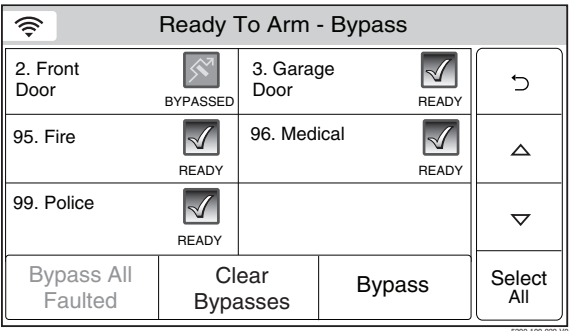 Ready To Arm - Bypass
2. Front
Door
BYPASSED
3. Garage
Door
READY
95. Fire
READY
96. Medical
READY
99. Police
READY
Bypass All
Faulted
Clear
Bypasses
Bypass
Select
All